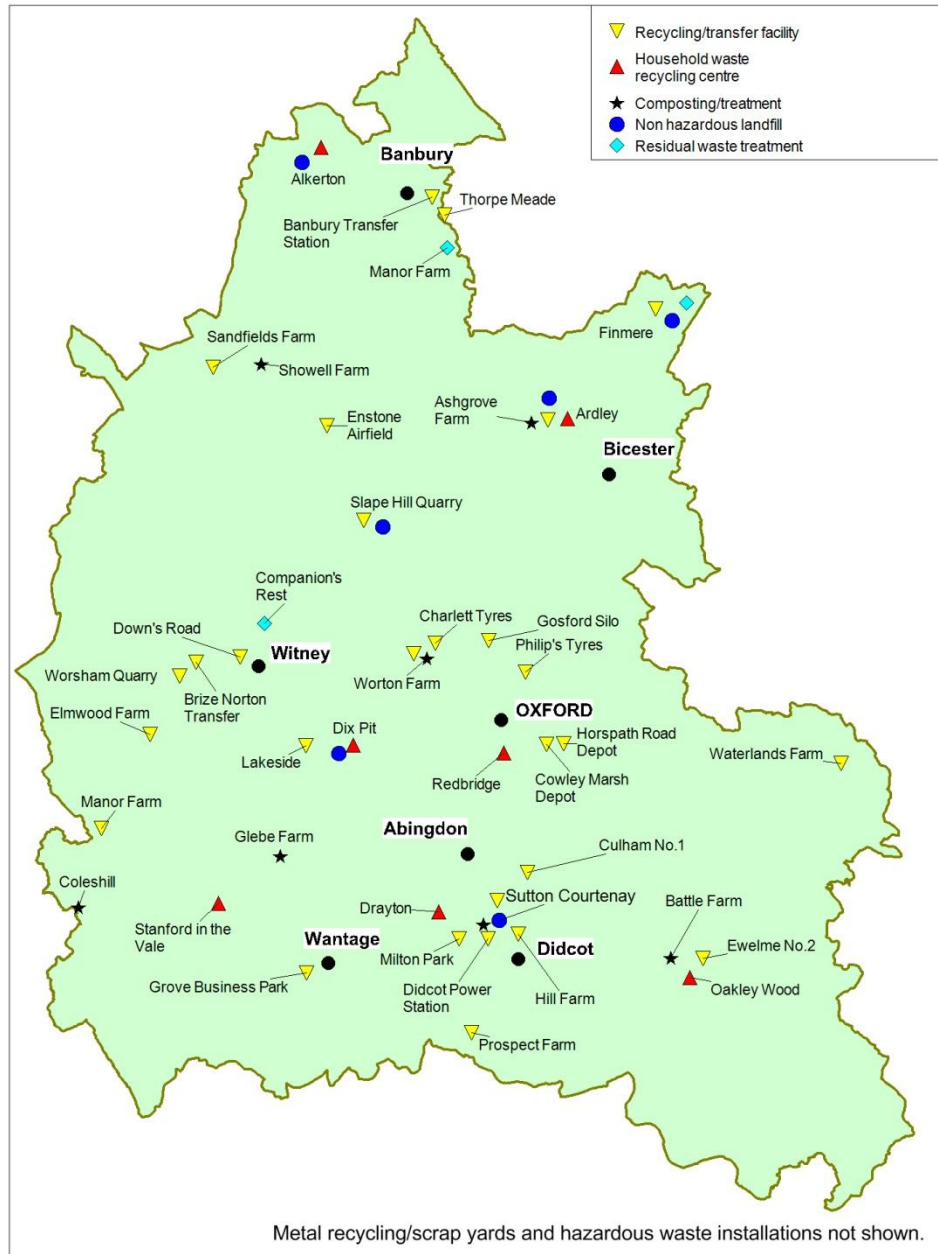 Recycling/transfer facility
Household waste
recycling centre
Composting/treatment
Non hazardous landfill
Residual waste treatment
Banbury
Alkerton
Thorpe Meade
Banbury Transfer
Station
Manor Farm
Finmere
Sandfields Farm
Showell Farm
Ashgrove
Farm
Ardley
Enstone
Airfield
Bicester
Slape Hill Quarry
Companion's
Rest
Charlett Tyres
Gosford Silo
Down's Road
Philip's Tyres
Witney
Worsham Quarry
Worton Farm
Brize Norton
Transfer
Elmwood Farm
OXFORD
Dix Pit
Horspath Road
Depot
Lakeside
Waterlands Farm
Redbridge
Cowley Marsh
Depot
Manor Farm
Abingdon
Glebe Farm
Culham No.1
Coleshill
Sutton Courtenay
Battle Farm
Drayton
Stanford in the
Vale
Wantage
Milton Park
Didcot
Ewelme No.2
Grove Business Park
Didcot Power
Station
Hill Farm
Oakley Wood
Prospect Farm
Metal recycling/scrap yards and hazardous waste installations not shown.